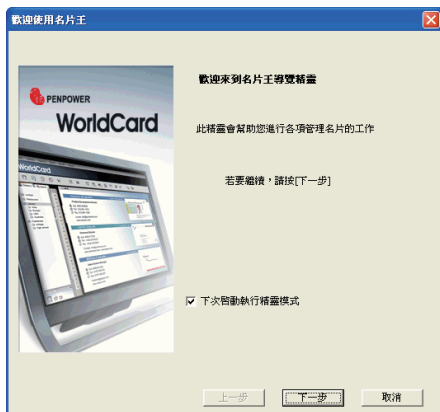 歡迎使用名片王
PENPOWER
WorldCard
WorldCard
歡迎來到名片王導覽精靈
此精靈會幫助您進行各項管理名片的工作
若要繼續，請按[下一步]
下次啟動執行精靈模式
上一步
下一步
取消